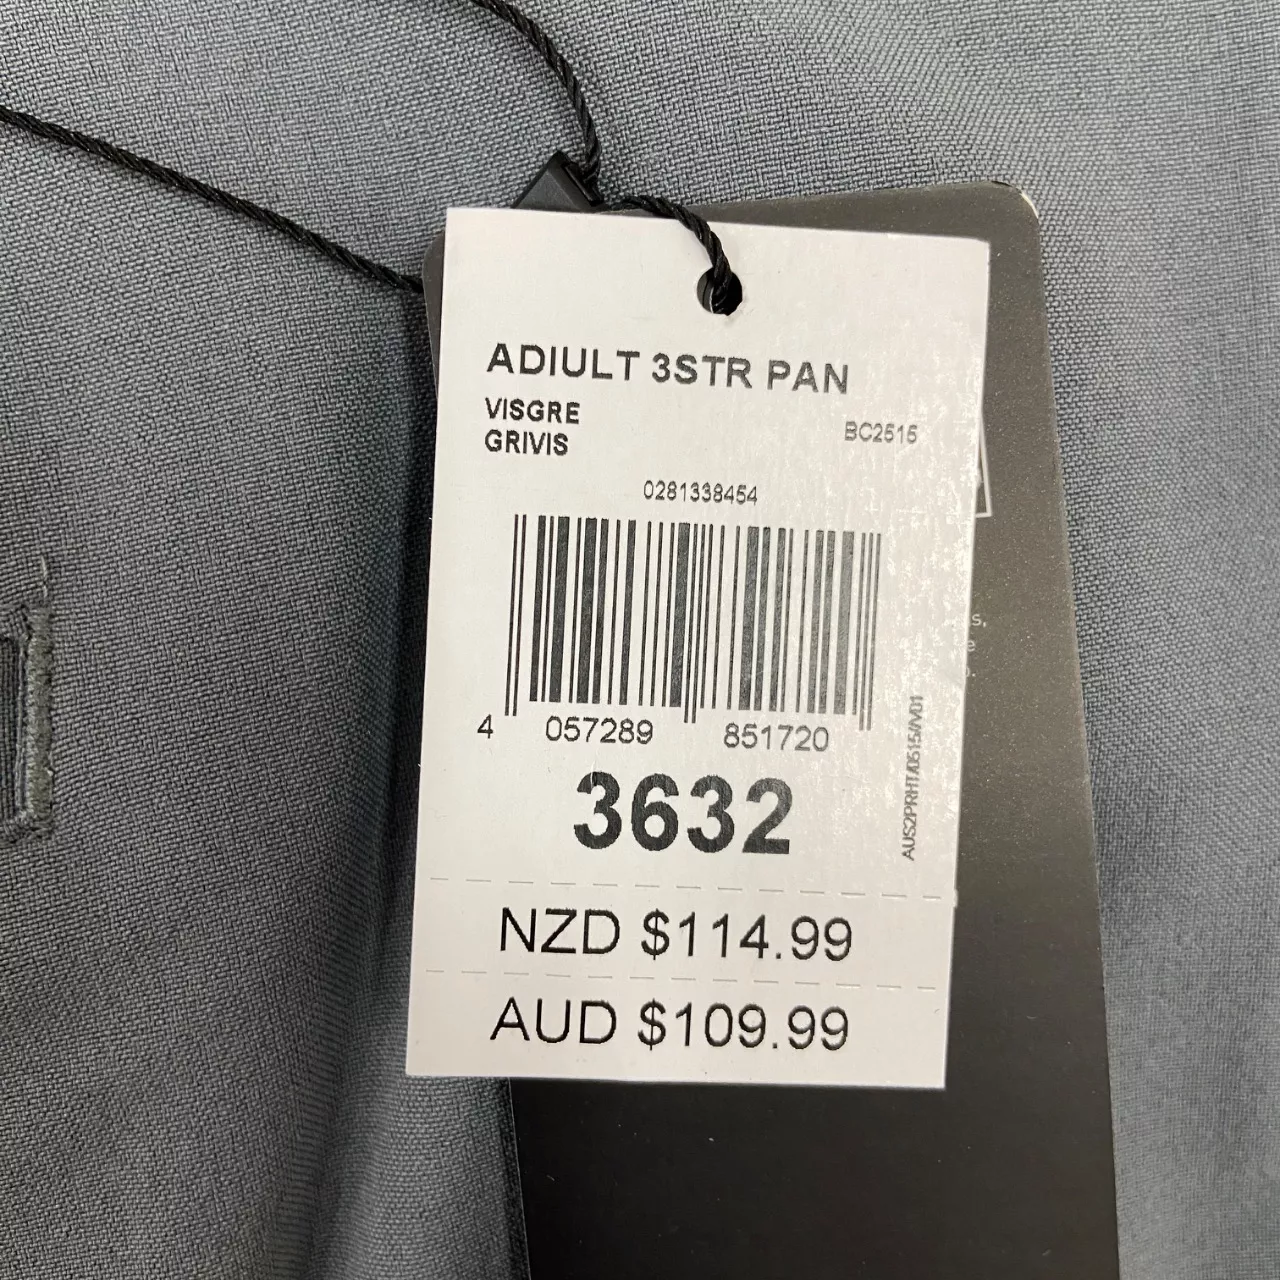 ADIULT 3STR PAN
VISGRE
GRIVIS
BC2515
0281338454
4 057289 851720
3632
NZD $114.99
AUD $109.99